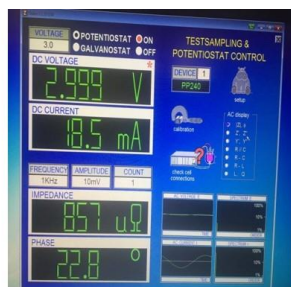 VOLTAGE
3.0
POTENTIOSTAT
GALVANOSTAT
ON
OFF
DC VOLTAGE
*
2.999 V
DC CURRENT
18.5 mA
FREQUENCY
1KHz
AMPLITUDE
10mV
COUNT
1
IMPEDANCE
857 uΩ
PHASE
22.8 °
TESTSAMPLING &
POTENTIOSTAT CONTROL
DEVICE 1
PP240
setup
calibration
check cell
connections
AC display
R / C
R - C
R - L